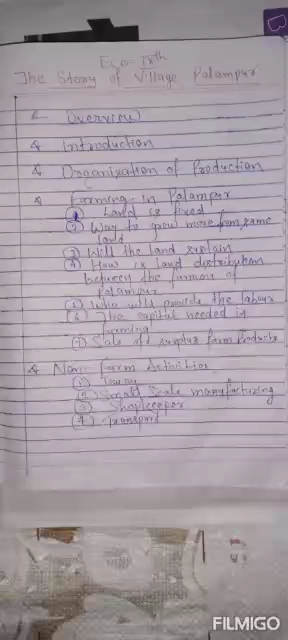 Eco- IXth
The Story of Village Palampur
Overview
Introduction
Organization of Production
Farming in Palampur
① Land is fixed
② Way to grow more from same
land
③ Will the land sustain
④ How is land distribution
between the farmer of
Palampur
⑤ Who will provide the labour
⑥ The capital needed in
farming
⑦ Sale of surplus farm Products
Non- Farm Activities
① Dairy
② Small Scale manufacturing
③ Shopkeeper
④ Transport
FILMIGO